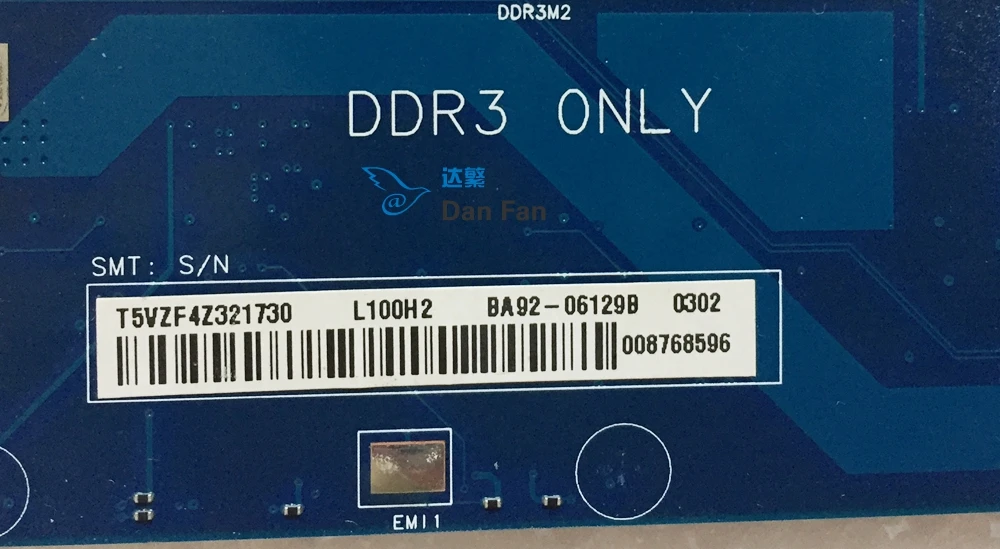 DDR3M2
DDR3 ONLY
达繁
Dan Fan
SMT: S/N
T5VZF4Z321730 L100H2 BA92-06129B 0302
008768596
EMI1